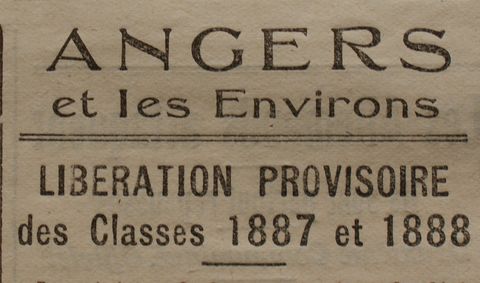 ANGERS
et les Environs
LIBERATION PROVISOIRE
des Classes 1887 et 1888